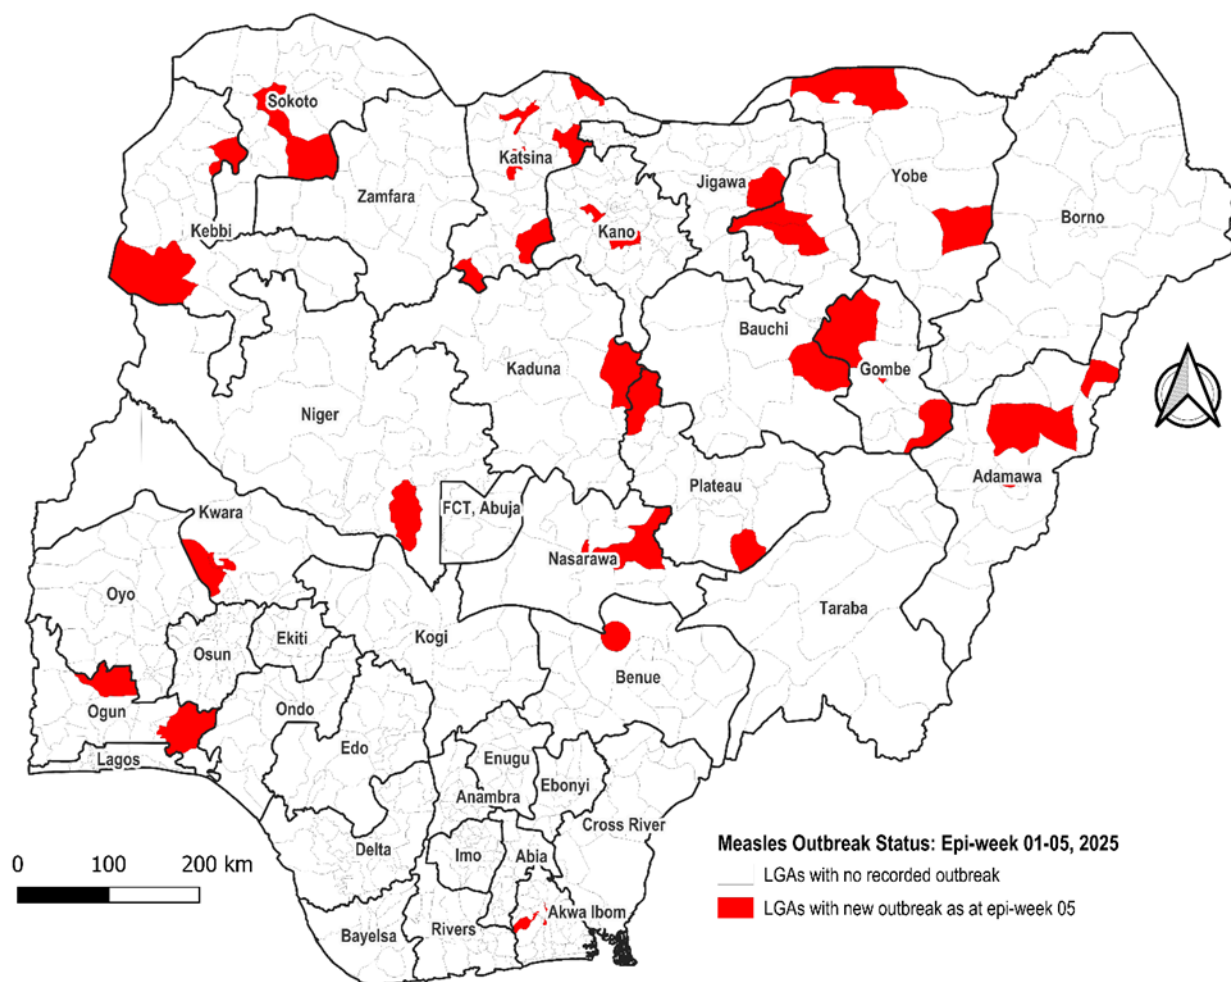 Sokoto
Katsina
Zamfara
Kebbi
Kano
Jigawa
Yobe
Borno
Bauchi
Gombe
Kaduna
Niger
Adamawa
Plateau
FCT, Abuja
Kwara
Nasarawa
Oyo
Taraba
Kogi
Ekiti
Osun
Benue
Ogun
Ondo
Edo
Lagos
Enugu
Ebonyi
Anambra
Cross River
Delta
Imo
Abia
Akwa Ibom
Rivers
Bayelsa
0 100 200 km
Measles Outbreak Status: Epi-week 01-05, 2025
LGAs with no recorded outbreak
LGAs with new outbreak as at epi-week 05